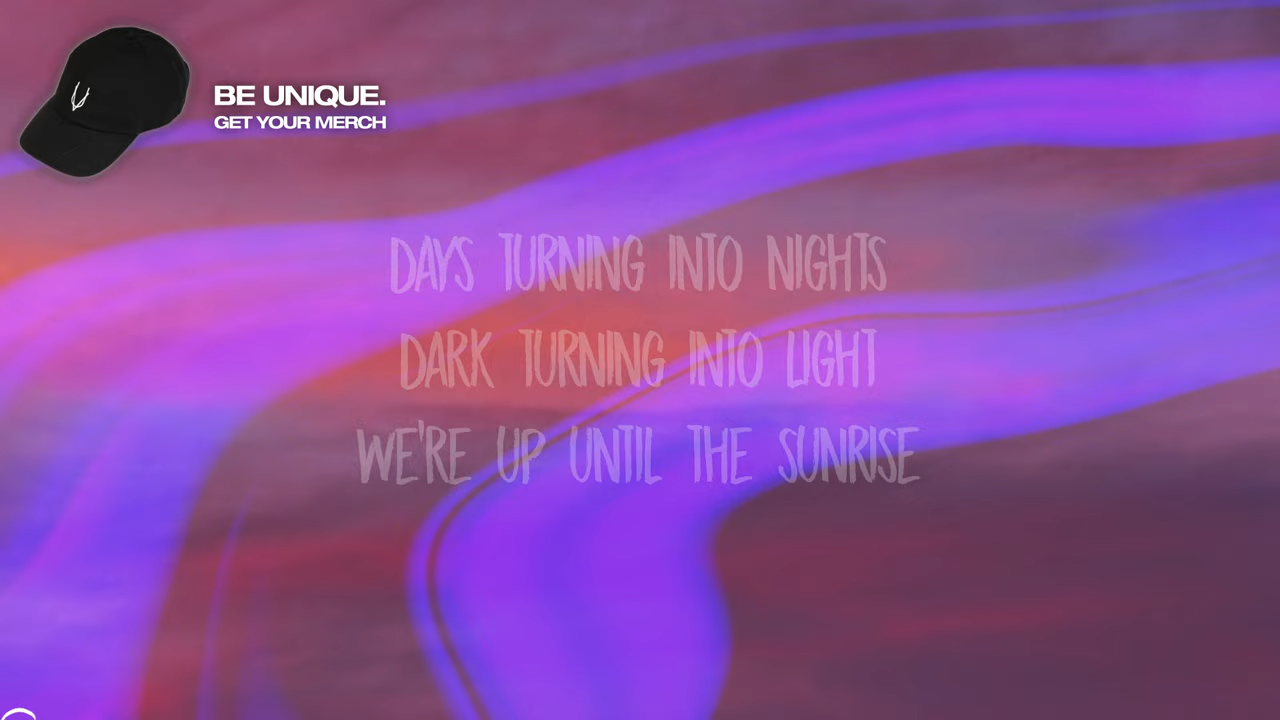 BE UNIQUE.
GET YOUR MERCH
DAYS TURNING INTO NIGHTS
DARK TURNING INTO LIGHT
WE'RE UP UNTIL THE SUNRISE